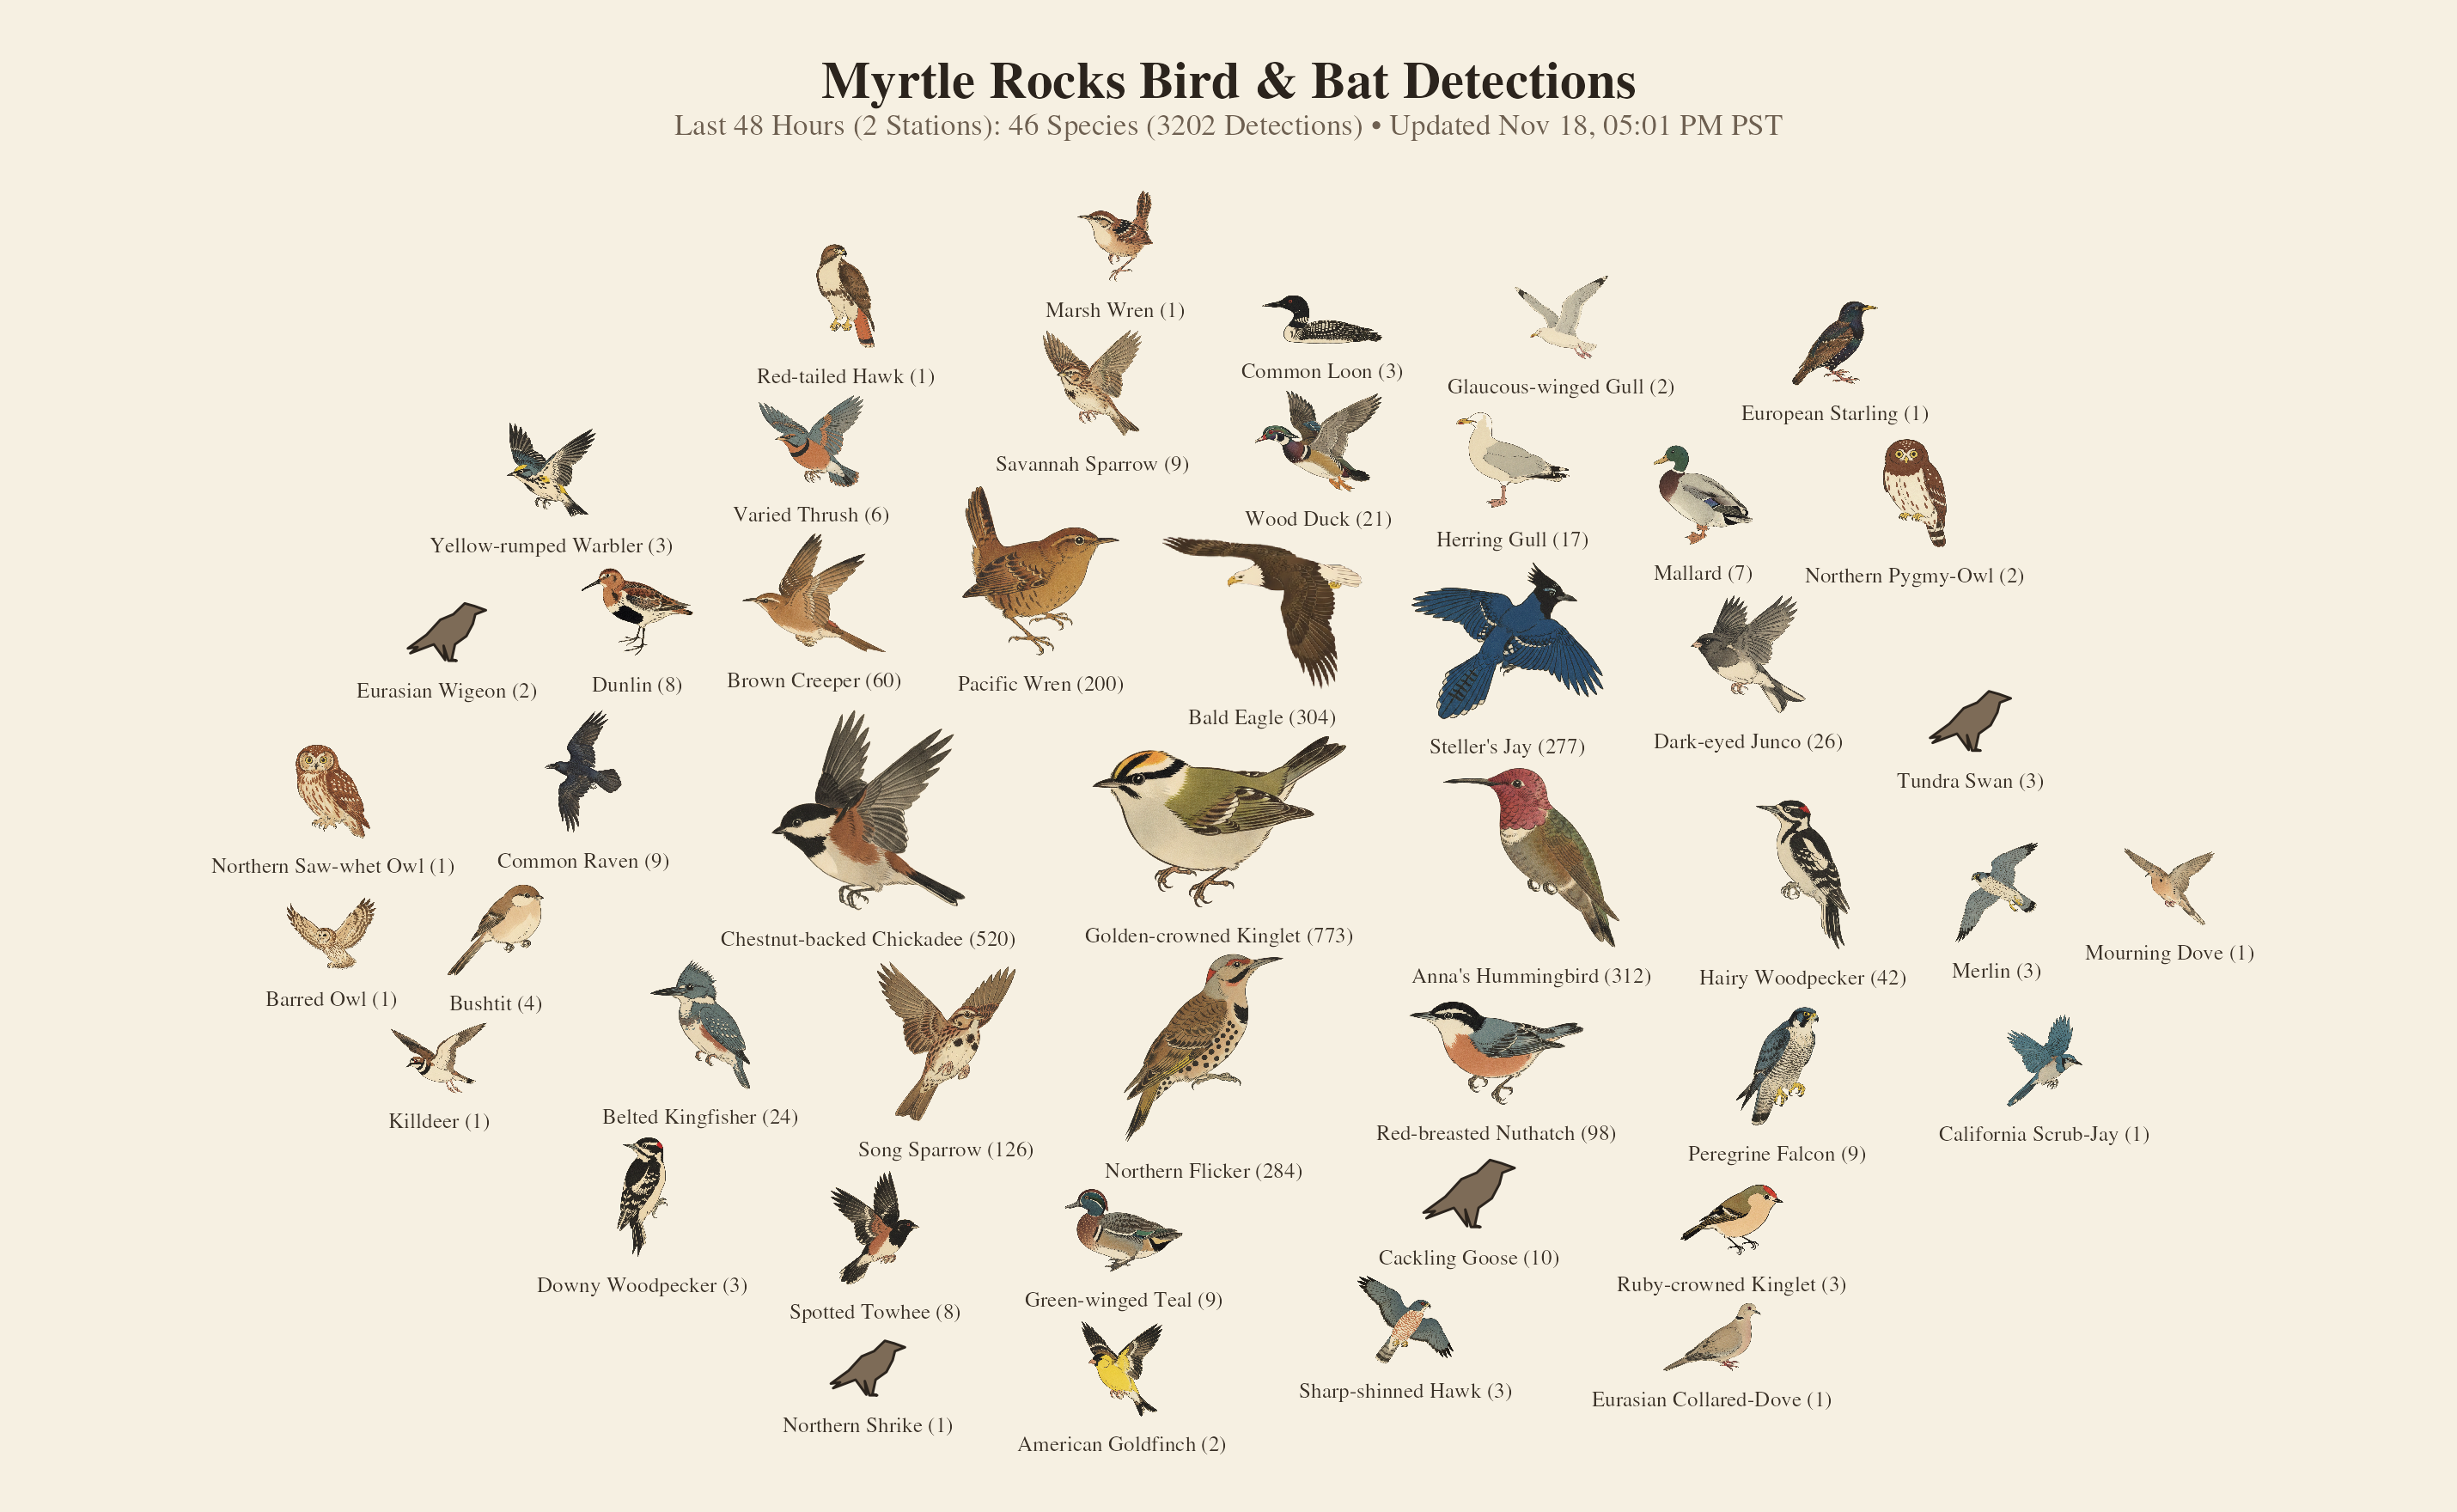 Myrtle Rocks Bird & Bat Detections
Last 48 Hours (2 Stations): 46 Species (3202 Detections) • Updated Nov 18, 05:01 PM PST
Marsh Wren (1)
Common Loon (3)
Red-tailed Hawk (1)
Glaucous-winged Gull (2)
European Starling (1)
Savannah Sparrow (9)
Varied Thrush (6)
Wood Duck (21)
Herring Gull (17)
Yellow-rumped Warbler (3)
Mallard (7)
Northern Pygmy-Owl (2)
Brown Creeper (60)
Pacific Wren (200)
Dunlin (8)
Eurasian Wigeon (2)
Bald Eagle (304)
Dark-eyed Junco (26)
Steller's Jay (277)
Tundra Swan (3)
Common Raven (9)
Northern Saw-whet Owl (1)
Golden-crowned Kinglet (773)
Chestnut-backed Chickadee (520)
Mourning Dove (1)
Merlin (3)
Anna's Hummingbird (312)
Hairy Woodpecker (42)
Barred Owl (1)
Bushtit (4)
Belted Kingfisher (24)
Killdeer (1)
Red-breasted Nuthatch (98)
California Scrub-Jay (1)
Song Sparrow (126)
Peregrine Falcon (9)
Northern Flicker (284)
Cackling Goose (10)
Ruby-crowned Kinglet (3)
Downy Woodpecker (3)
Green-winged Teal (9)
Spotted Towhee (8)
Sharp-shinned Hawk (3)
Eurasian Collared-Dove (1)
Northern Shrike (1)
American Goldfinch (2)